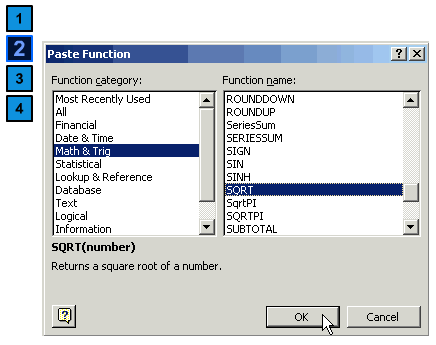 1
2
3
4
Paste Function
? ×
Function category:
Most Recently Used
All
Financial
Date & Time
Math & Trig
Statistical
Lookup & Reference
Database
Text
Logical
Information
Function name:
ROUNDDOWN
ROUNDUP
SeriesSum
SERIESSUM
SIGN
SIN
SINH
SQRT
SqrtPI
SQRTPI
SUBTOTAL
SQRT(number)
Returns a square root of a number.
?
OK
Cancel